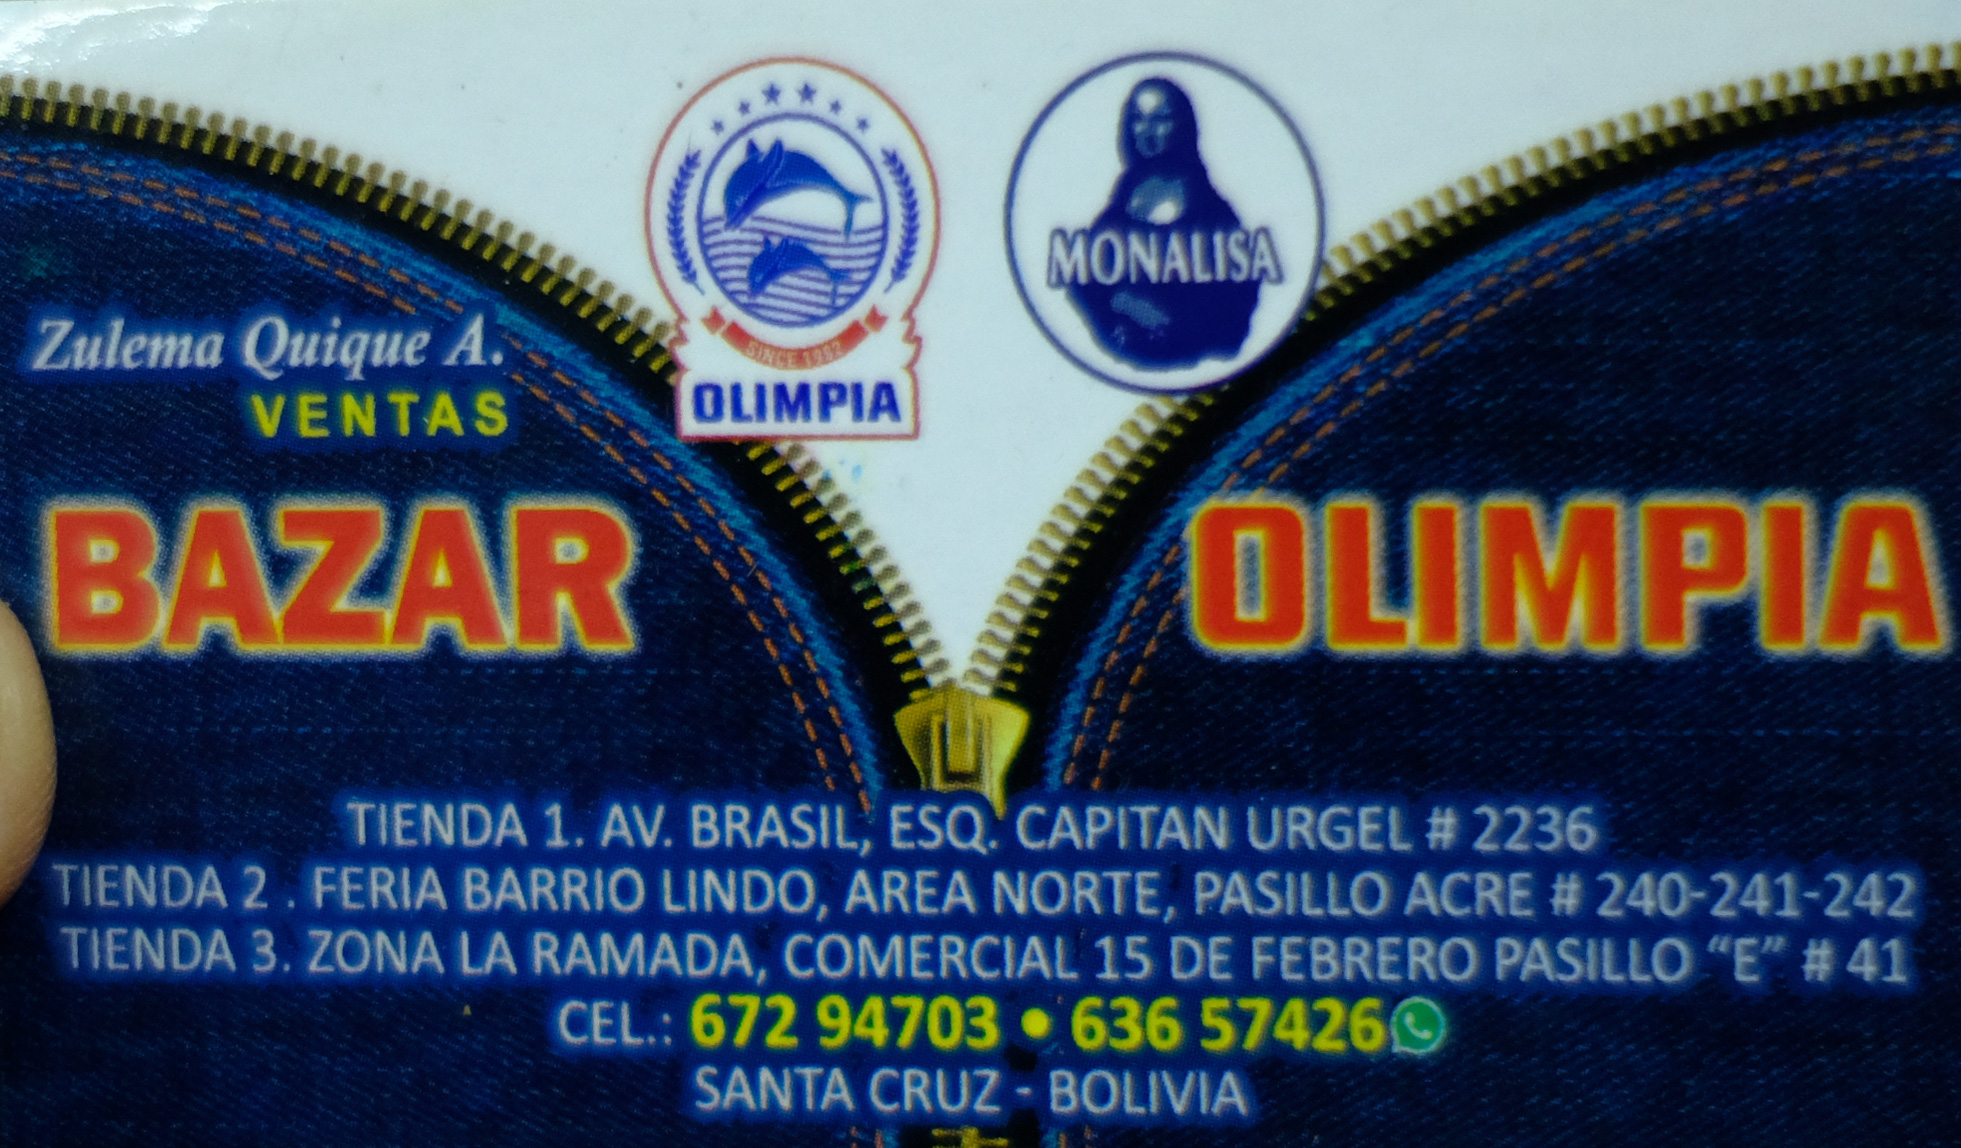 SINCE 1982
OLIMPIA
MONALISA
Zulema Quique A.
VENTAS
BAZAR OLIMPIA
TIENDA 1. AV. BRASIL, ESQ. CAPITAN URGEL # 2236
TIENDA 2 . FERIA BARRIO LINDO, AREA NORTE, PASILLO ACRE # 240-241-242
TIENDA 3. ZONA LA RAMADA, COMERCIAL 15 DE FEBRERO PASILLO “E” # 41
CEL.: 672 94703 • 636 57426
SANTA CRUZ - BOLIVIA